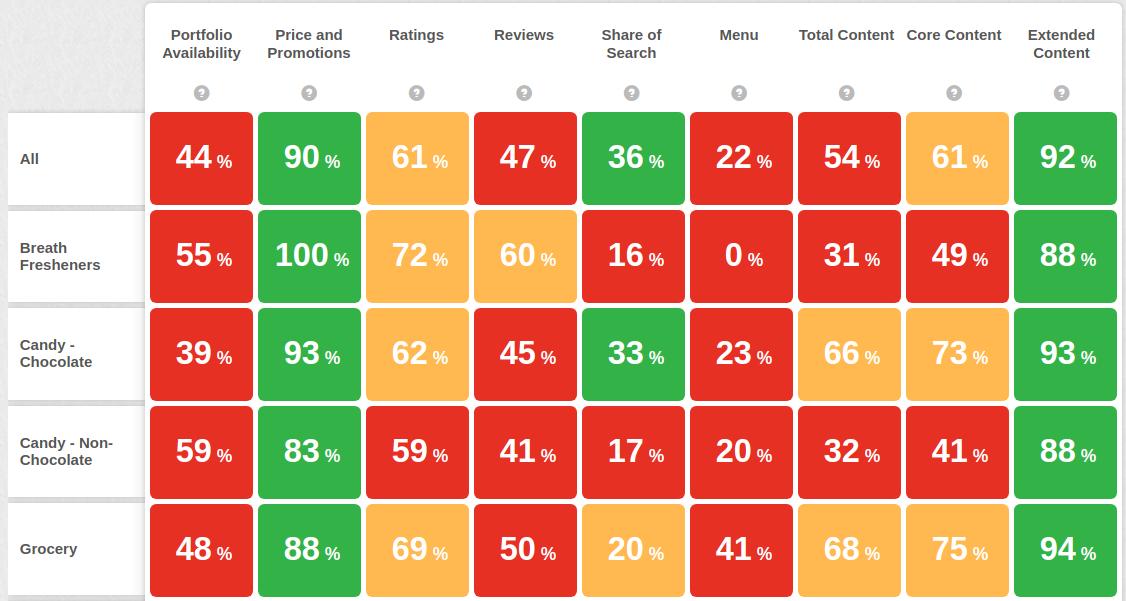 Portfolio Availability Price and Promotions Ratings Reviews Share of Search Menu Total Content Core Content Extended Content
? ? ? ? ? ? ? ? ?
All 44 % 90 % 61 % 47 % 36 % 22 % 54 % 61 % 92 %
Breath Fresheners 55 % 100 % 72 % 60 % 16 % 0 % 31 % 49 % 88 %
Candy - Chocolate 39 % 93 % 62 % 45 % 33 % 23 % 66 % 73 % 93 %
Candy - Non-Chocolate 59 % 83 % 59 % 41 % 17 % 20 % 32 % 41 % 88 %
Grocery 48 % 88 % 69 % 50 % 20 % 41 % 68 % 75 % 94 %